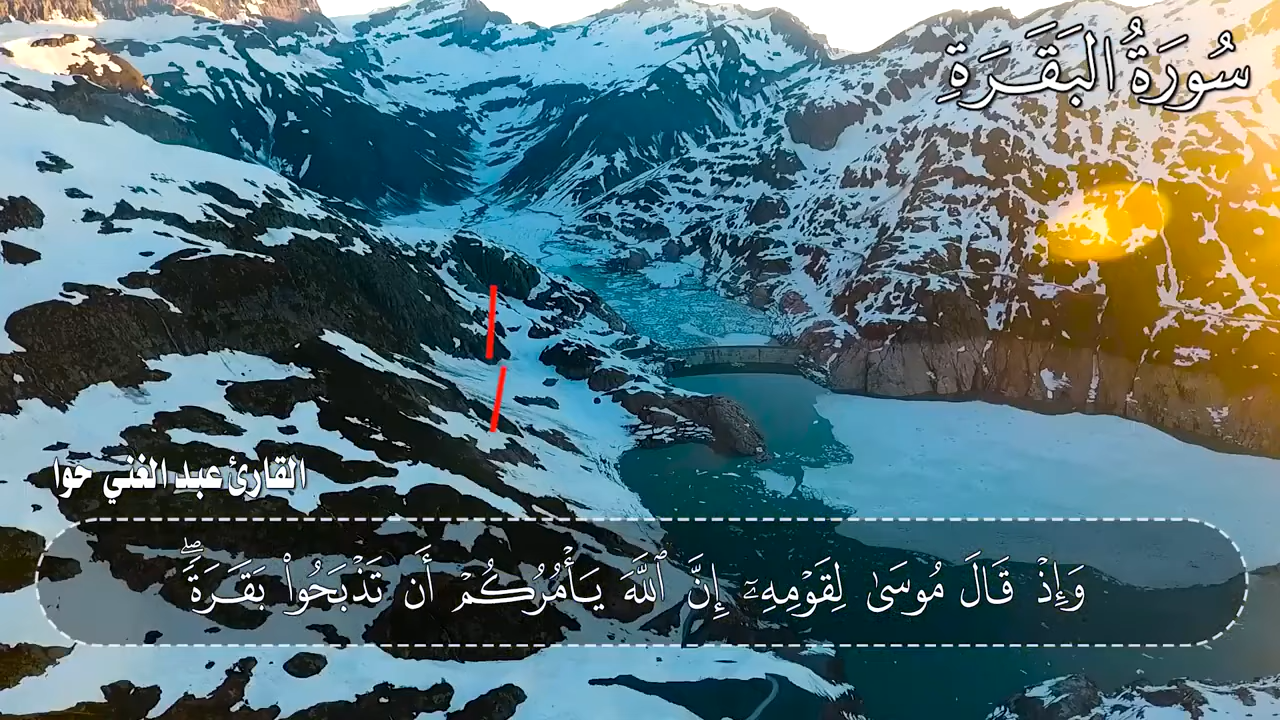 سُورَةُ البَقَرَةِ
القارئ عبد الغني حوا
وَإِذۡ قَالَ مُوسَىٰ لِقَوۡمِهِۦٓ إِنَّ ٱللَّهَ يَأۡمُرُكُمۡ أَن تَذۡبَحُواْ بَقَرَةٗۖ